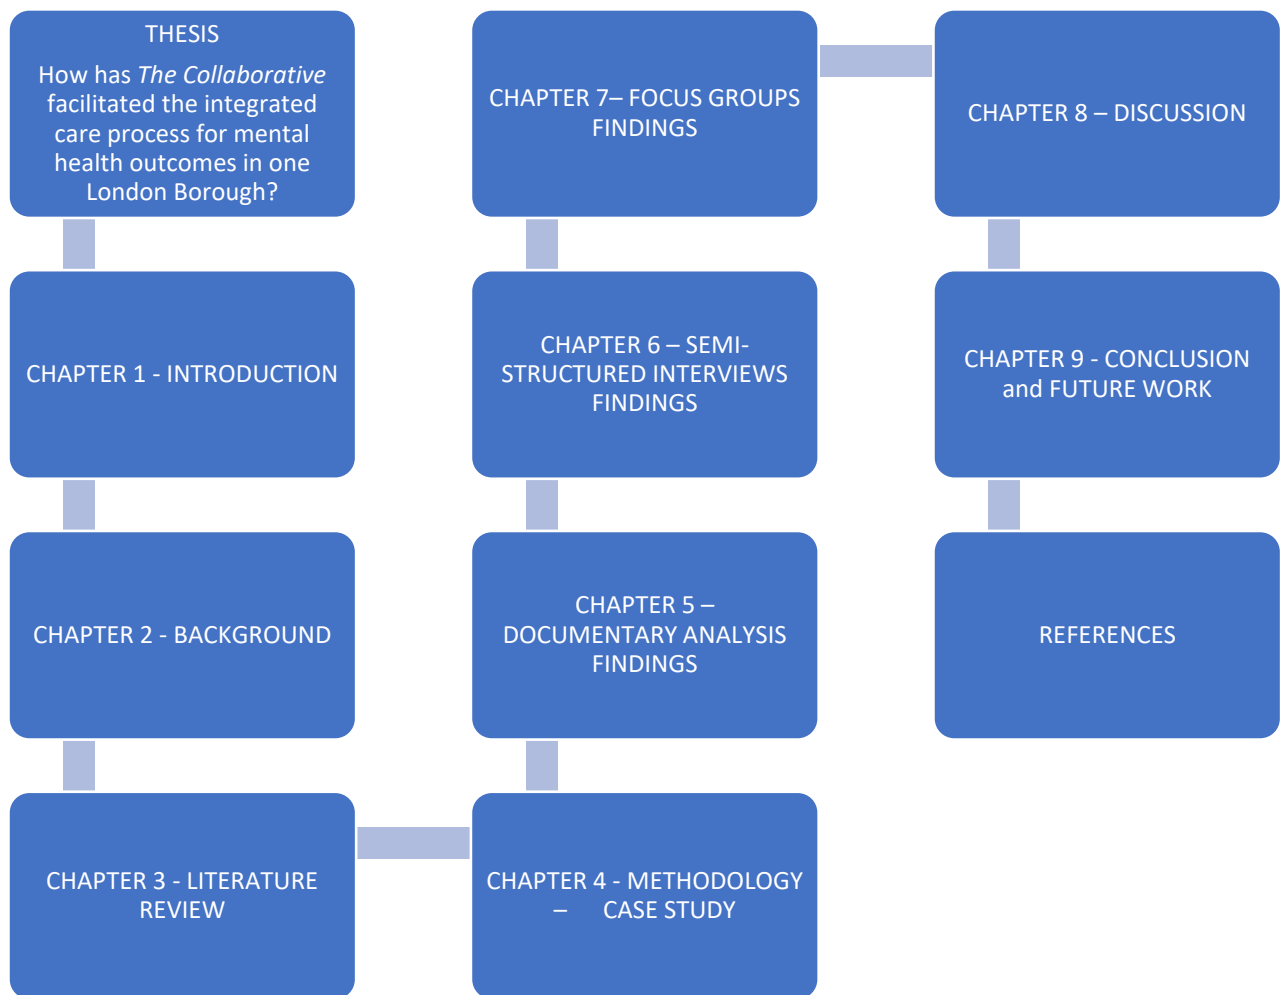 THESIS
How has The Collaborative
facilitated the integrated
care process for mental
health outcomes in one
London Borough?
CHAPTER 1 - INTRODUCTION
CHAPTER 2 - BACKGROUND
CHAPTER 3 - LITERATURE
REVIEW
CHAPTER 4 - METHODOLOGY
– CASE STUDY
CHAPTER 5 –
DOCUMENTARY ANALYSIS
FINDINGS
CHAPTER 6 – SEMI-
STRUCTURED INTERVIEWS
FINDINGS
CHAPTER 7– FOCUS GROUPS
FINDINGS
CHAPTER 8 – DISCUSSION
CHAPTER 9 - CONCLUSION
and FUTURE WORK
REFERENCES